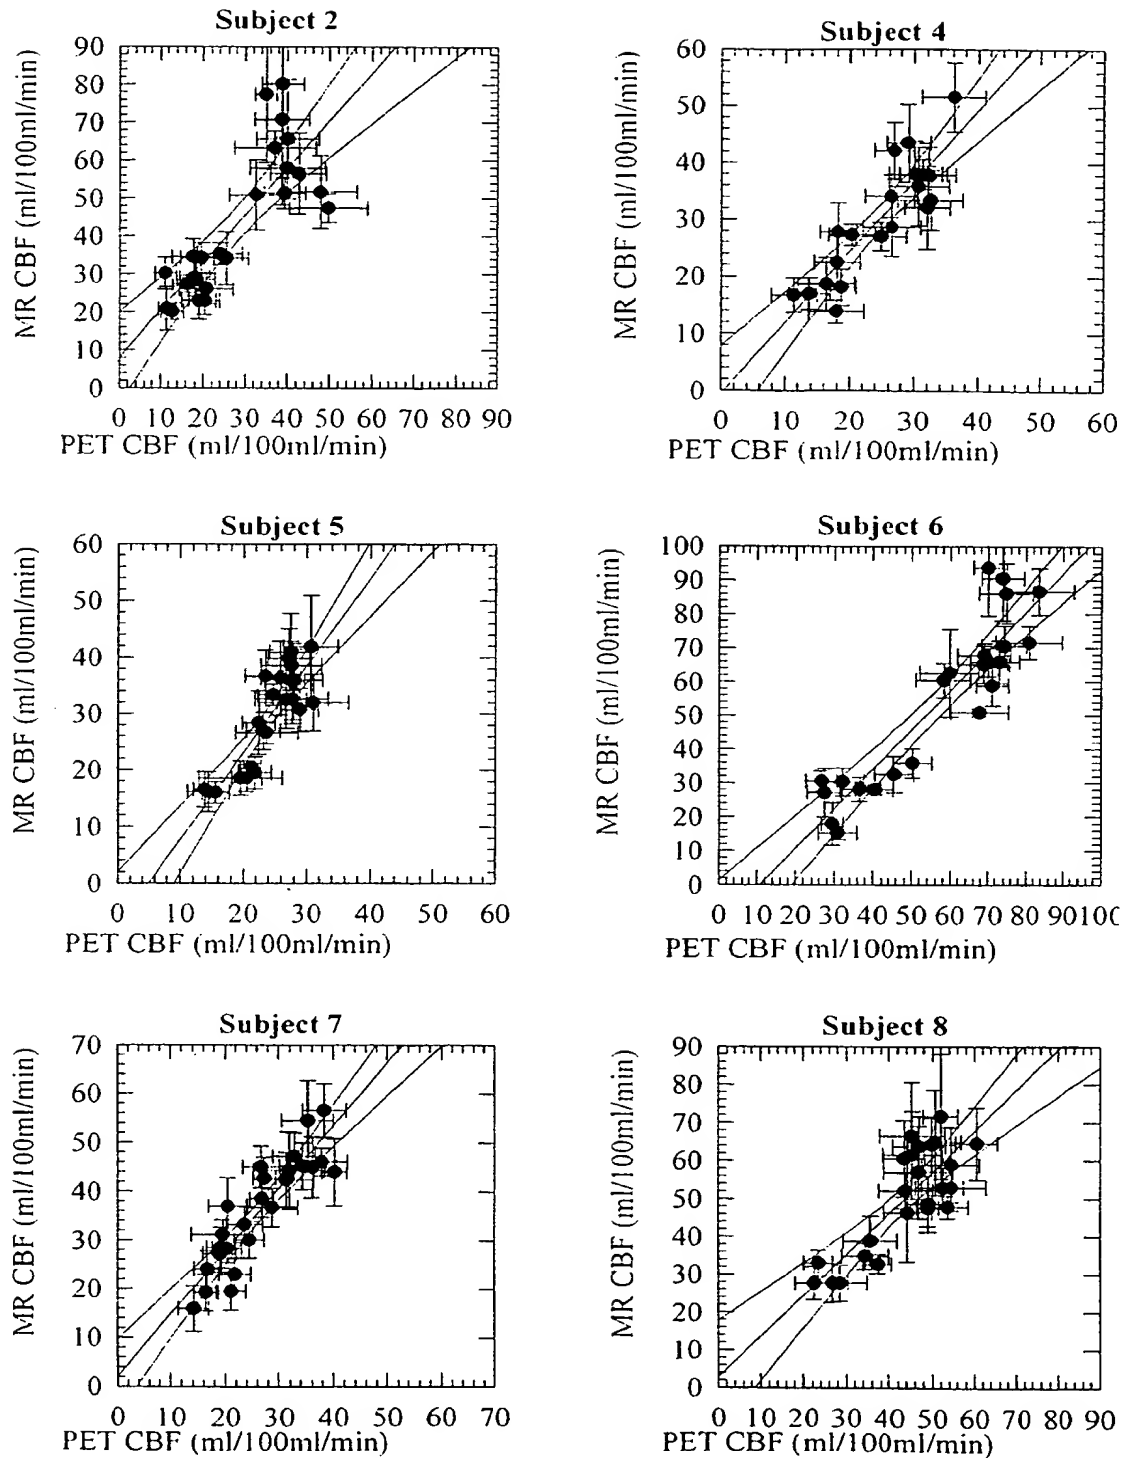 Subject 2
MR CBF (ml/100ml/min)
90
80
70
60
50
40
30
20
10
0
0 10 20 30 40 50 60 70 80 90
PET CBF (ml/100ml/min)
Subject 4
MR CBF (ml/100ml/min)
60
50
40
30
20
10
0
0 10 20 30 40 50 60
PET CBF (ml/100ml/min)
Subject 5
MR CBF (ml/100ml/min)
60
50
40
30
20
10
0
0 10 20 30 40 50 60
PET CBF (ml/100ml/min)
Subject 6
MR CBF (ml/100ml/min)
100
90
80
70
60
50
40
30
20
10
0
0 10 20 30 40 50 60 70 80 90100
PET CBF (ml/100ml/min)
Subject 7
MR CBF (ml/100ml/min)
70
60
50
40
30
20
10
0
0 10 20 30 40 50 60 70
PET CBF (ml/100ml/min)
Subject 8
MR CBF (ml/100ml/min)
90
80
70
60
50
40
30
20
10
0
0 10 20 30 40 50 60 70 80 90
PET CBF (ml/100ml/min)